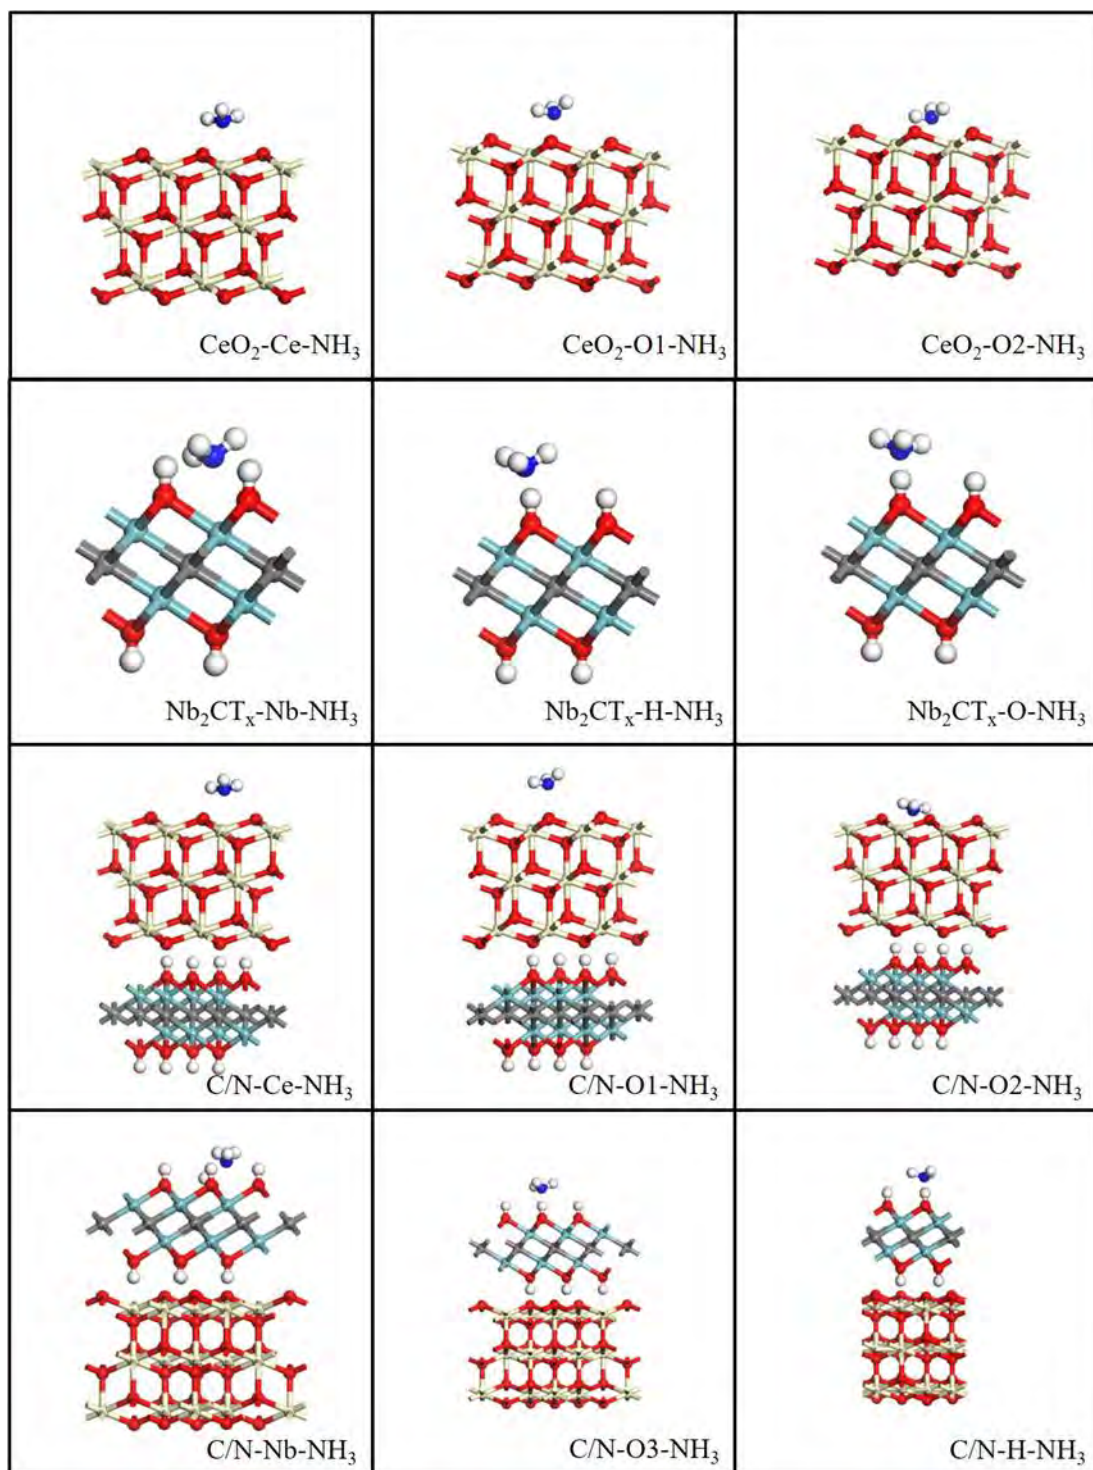 CeO₂-Ce-NH₃
CeO₂-O1-NH₃
CeO₂-O2-NH₃
Nb₂CTₓ-Nb-NH₃
Nb₂CTₓ-H-NH₃
Nb₂CTₓ-O-NH₃
C/N-Ce-NH₃
C/N-O1-NH₃
C/N-O2-NH₃
C/N-Nb-NH₃
C/N-O3-NH₃
C/N-H-NH₃